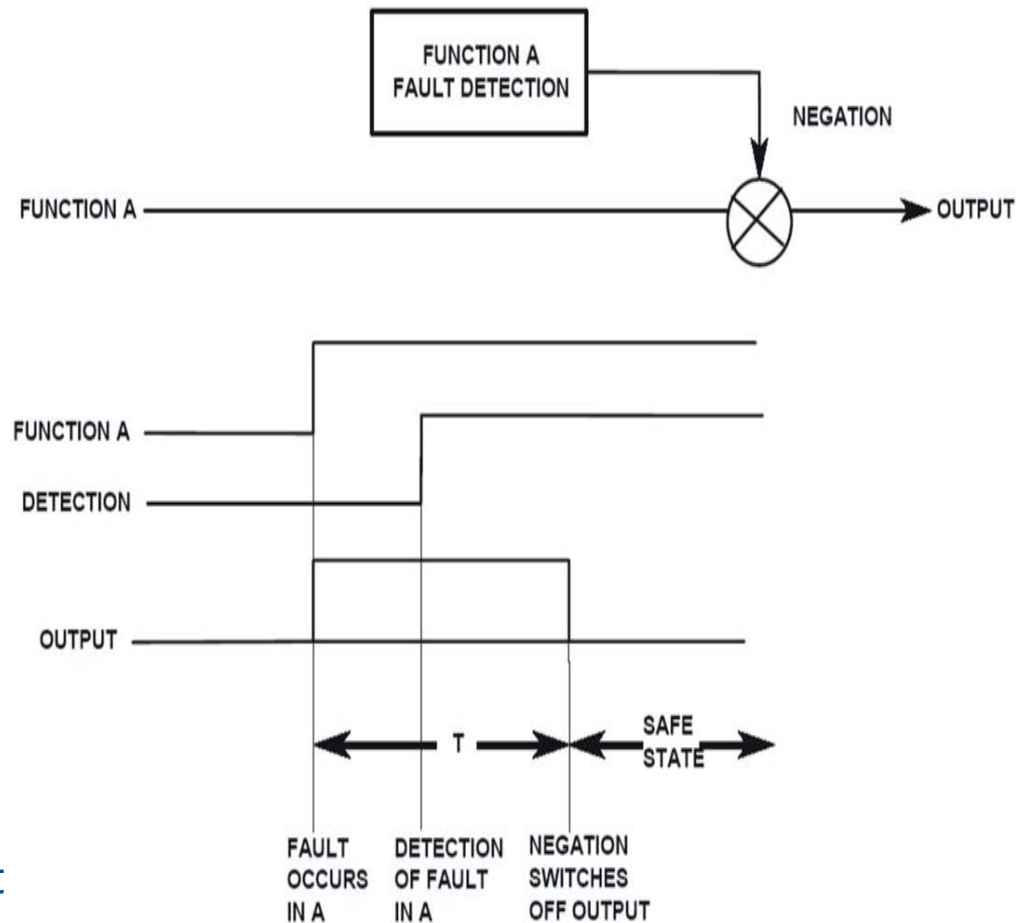 FUNCTION A
FAULT DETECTION
NEGATION
FUNCTION A
OUTPUT
FUNCTION A
DETECTION
OUTPUT
T
SAFE
STATE
FAULT
OCCURS
IN A
DETECTION
OF FAULT
IN A
NEGATION
SWITCHES
OFF OUTPUT
t